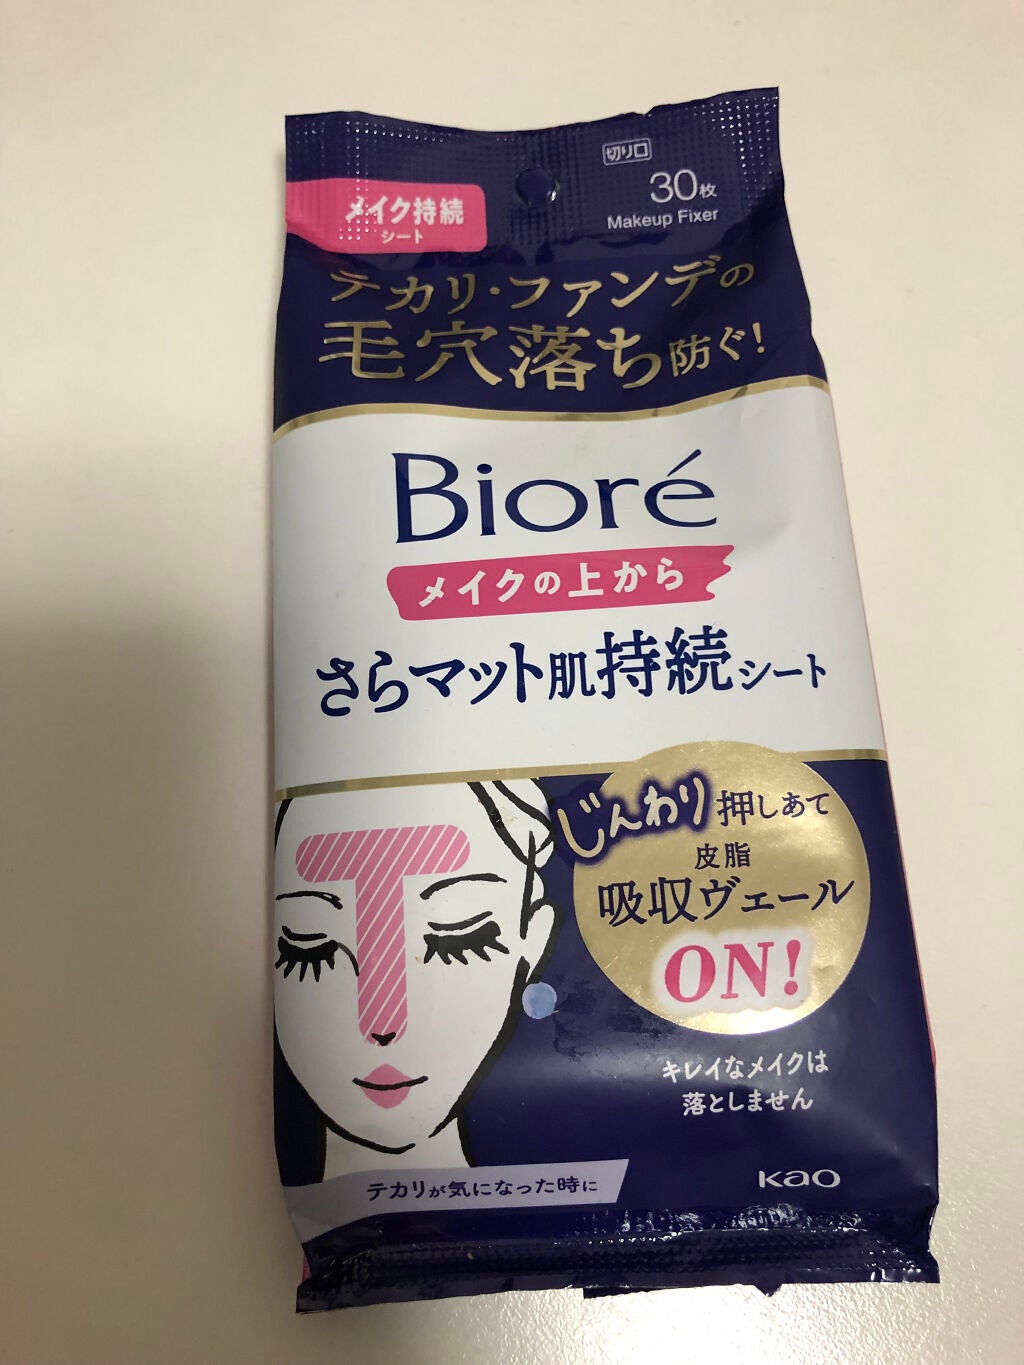 切り口
30枚
Makeup Fixer
メイク持続
シート
テカリ・ファンデの
毛穴落ち防ぐ!
Bioré
メイクの上から
さらマット肌持続シート
じんわり押しあて
皮脂
吸収ヴェール
ON!
キレイなメイクは
落としません
テカリが気になった時に
Kao